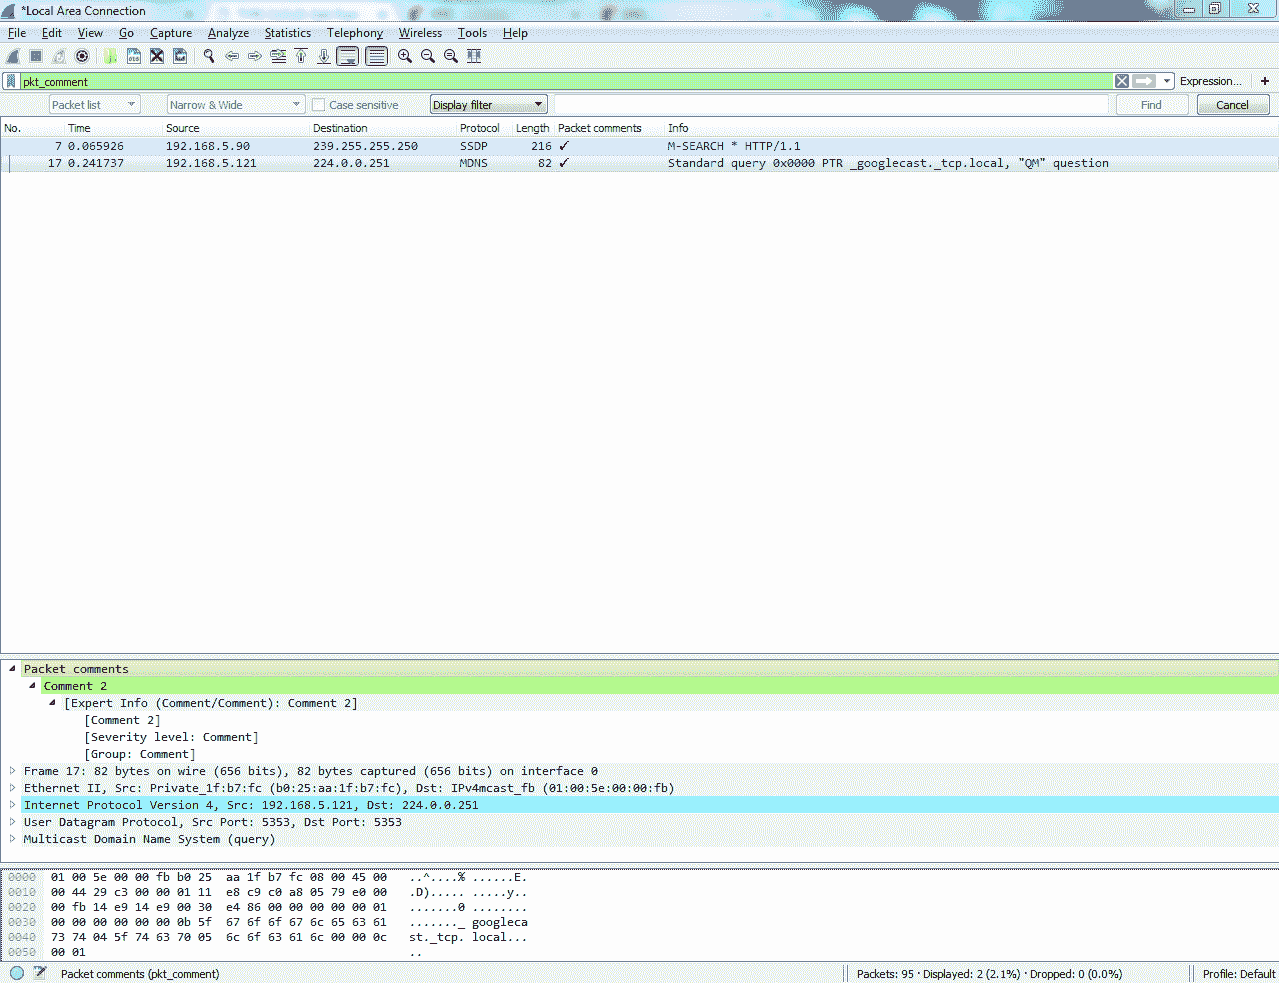 *Local Area Connection
File Edit View Go Capture Analyze Statistics Telephony Wireless Tools Help
pkt_comment Expression... +
Packet list Narrow & Wide Case sensitive Display filter Find Cancel
No. Time Source Destination Protocol Length Packet comments Info
7 0.065926 192.168.5.90 239.255.255.250 SSDP 216 ✓ M-SEARCH * HTTP/1.1
17 0.241737 192.168.5.121 224.0.0.251 MDNS 82 ✓ Standard query 0x0000 PTR _googlecast._tcp.local, "QM" question
Packet comments
Comment 2
[Expert Info (Comment/Comment): Comment 2]
[Comment 2]
[Severity level: Comment]
[Group: Comment]
Frame 17: 82 bytes on wire (656 bits), 82 bytes captured (656 bits) on interface 0
Ethernet II, Src: Private_1f:b7:fc (b0:25:aa:1f:b7:fc), Dst: IPv4mcast_fb (01:00:5e:00:00:fb)
Internet Protocol Version 4, Src: 192.168.5.121, Dst: 224.0.0.251
User Datagram Protocol, Src Port: 5353, Dst Port: 5353
Multicast Domain Name System (query)
0000 01 00 5e 00 00 fb b0 25 aa 1f b7 fc 08 00 45 00 ..^....% ......E.
0010 00 44 29 c3 00 00 01 11 e8 c9 c0 a8 05 79 e0 00 .D)..... .....y..
0020 00 fb 14 e9 14 e9 00 30 e4 86 00 00 00 00 00 01 .......0 ........
0030 00 00 00 00 00 00 0b 5f 67 6f 6f 67 6c 65 63 61 ......._ googleca
0040 73 74 04 5f 74 63 70 05 6c 6f 63 61 6c 00 00 0c st._tcp. local...
0050 00 01 ..
Packet comments (pkt_comment) Packets: 95 · Displayed: 2 (2.1%) · Dropped: 0 (0.0%) Profile: Default